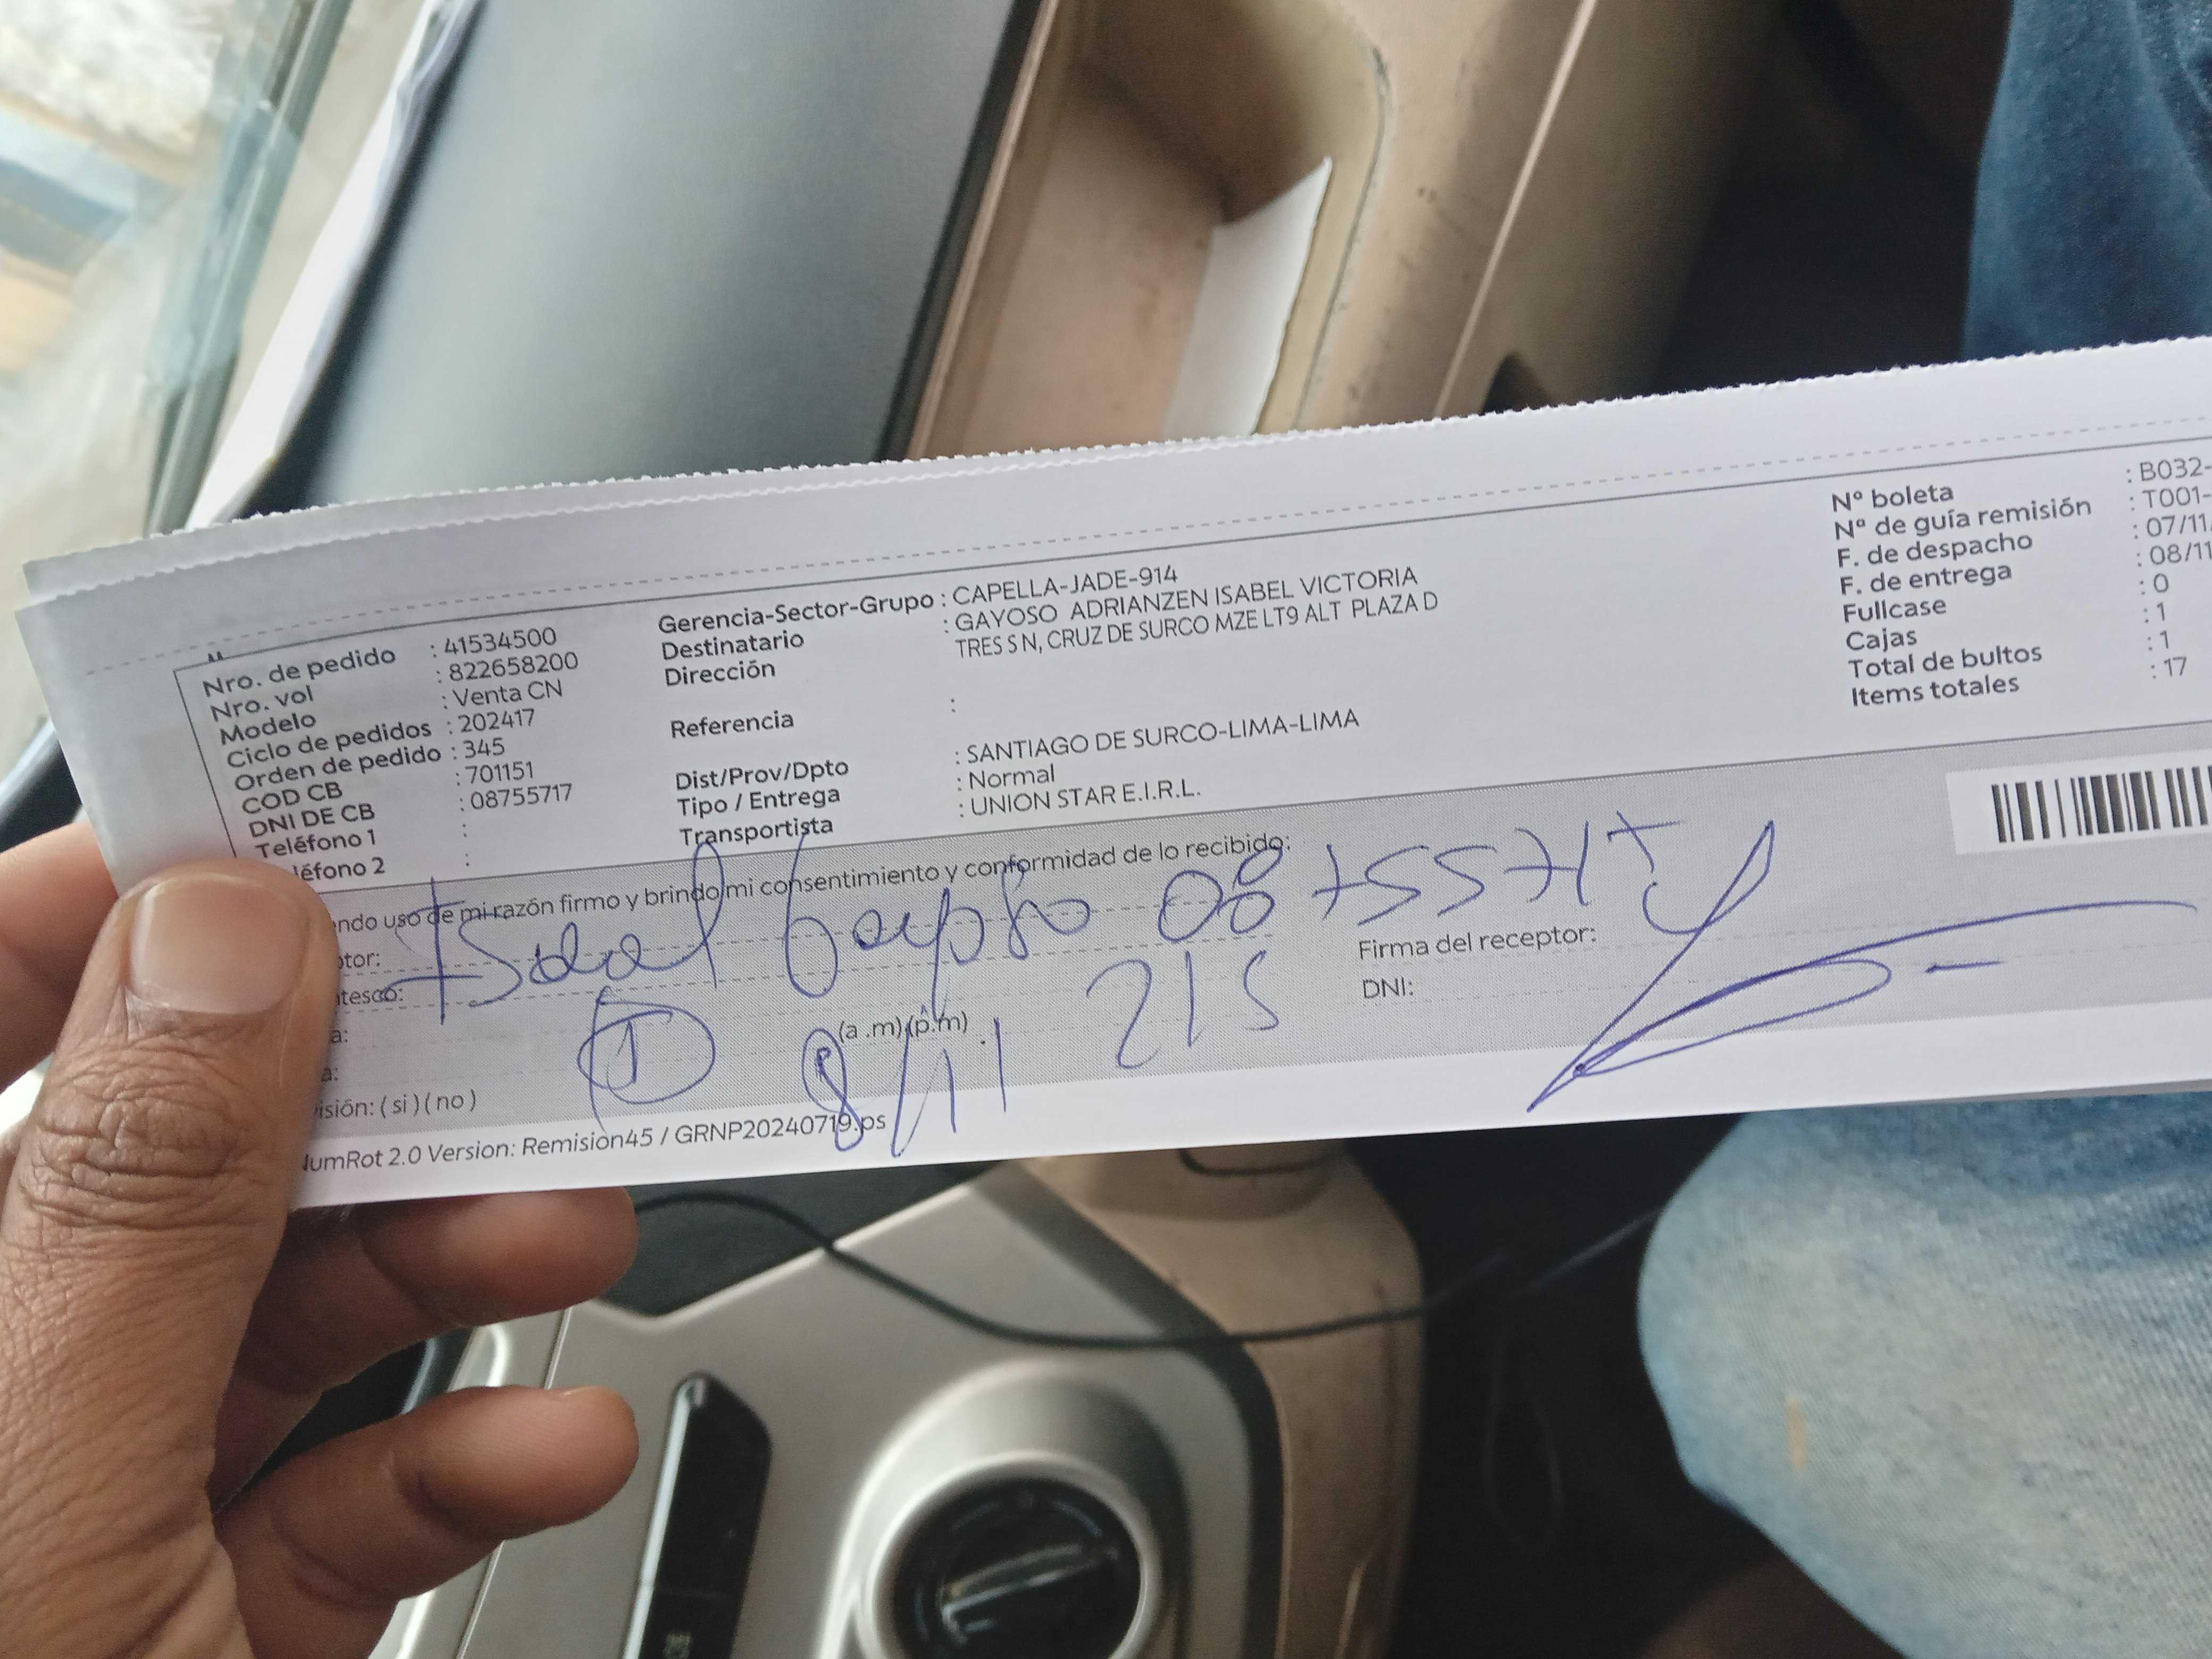 Nro. de pedido : 41534500
Nro. vol : 822658200
Modelo : Venta CN
Ciclo de pedidos : 202417
Orden de pedido : 345
COD CB : 701151
DNI DE CB : 08755717
Teléfono 1 :
léfono 2 :
Gerencia-Sector-Grupo : CAPELLA-JADE-914
Destinatario : GAYOSO ADRIANZEN ISABEL VICTORIA
Dirección TRES S N, CRUZ DE SURCO MZE LT9 ALT PLAZA D
Referencia :
Dist/Prov/Dpto : SANTIAGO DE SURCO-LIMA-LIMA
Tipo / Entrega : Normal
Transportista : UNION STAR E.I.R.L.
Nº boleta : B032-
Nº de guía remisión : T001-
F. de despacho : 07/11
F. de entrega : 08/11
Fullcase : 0
Cajas : 1
Total de bultos : 1
Items totales : 17
ndo uso de mi razón firmo y brindo mi consentimiento y conformidad de lo recibido:
tor: Isabel Gayoso 08755717
Firma del receptor:
tesco:
DNI:
a: (a .m) (p.m)
a: 1 8/11 215
isión: ( si ) ( no )
NumRot 2.0 Version: Remision45 / GRNP20240719.ps